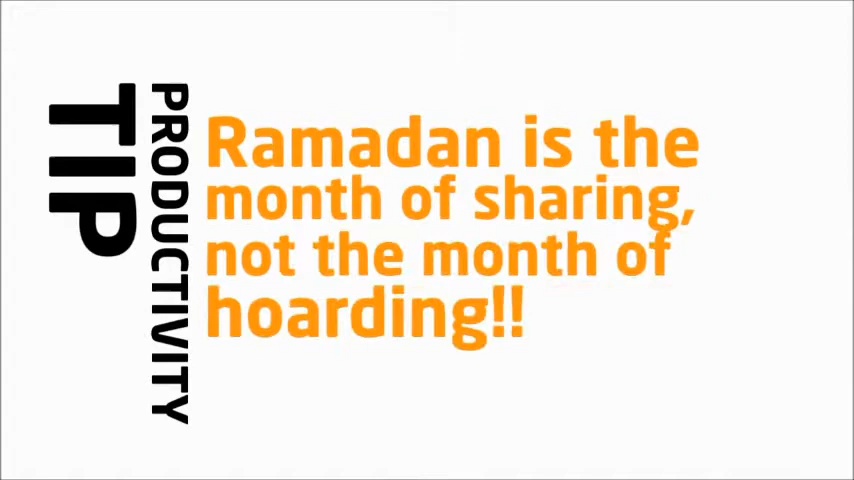 PRODUCTIVITY
TIP
Ramadan is the
month of sharing,
not the month of
hoarding!!